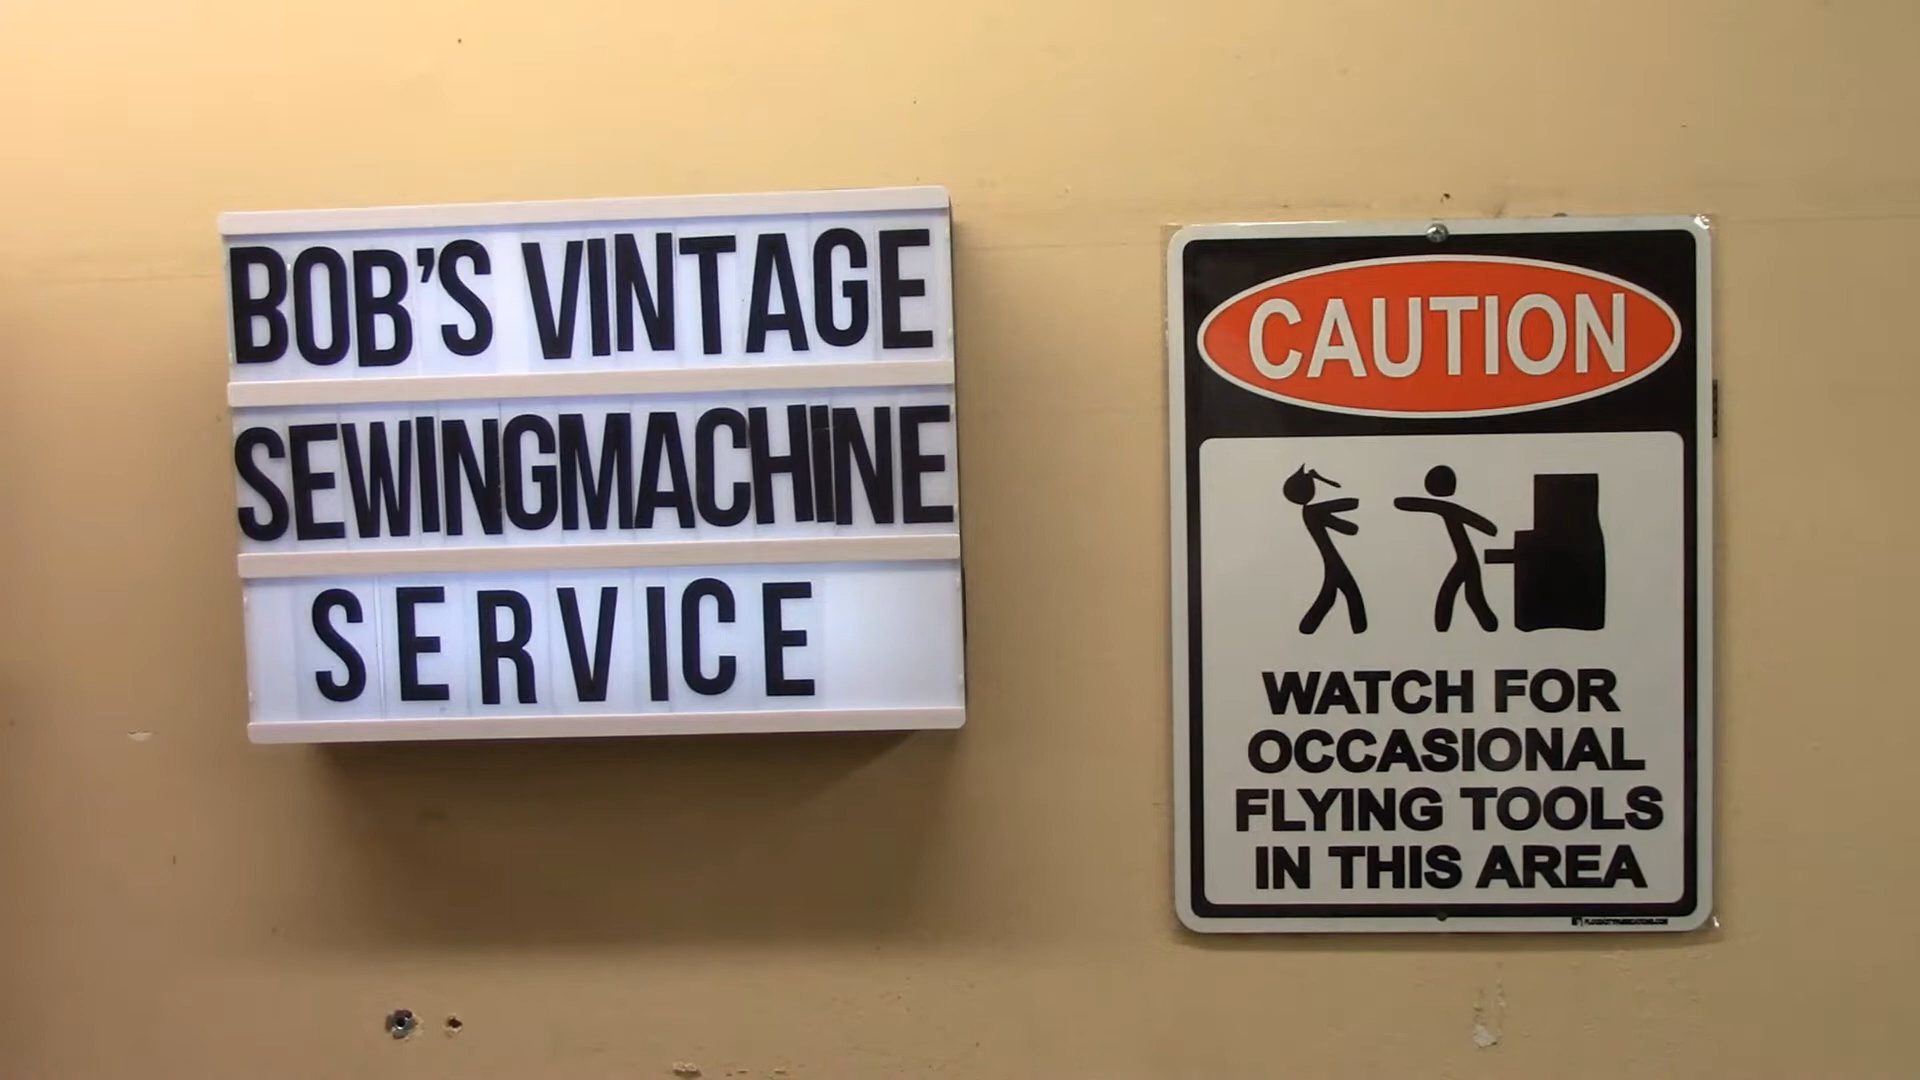 BOB'S VINTAGE
SEWINGMACHINE
SERVICE
CAUTION
WATCH FOR
OCCASIONAL
FLYING TOOLS
IN THIS AREA